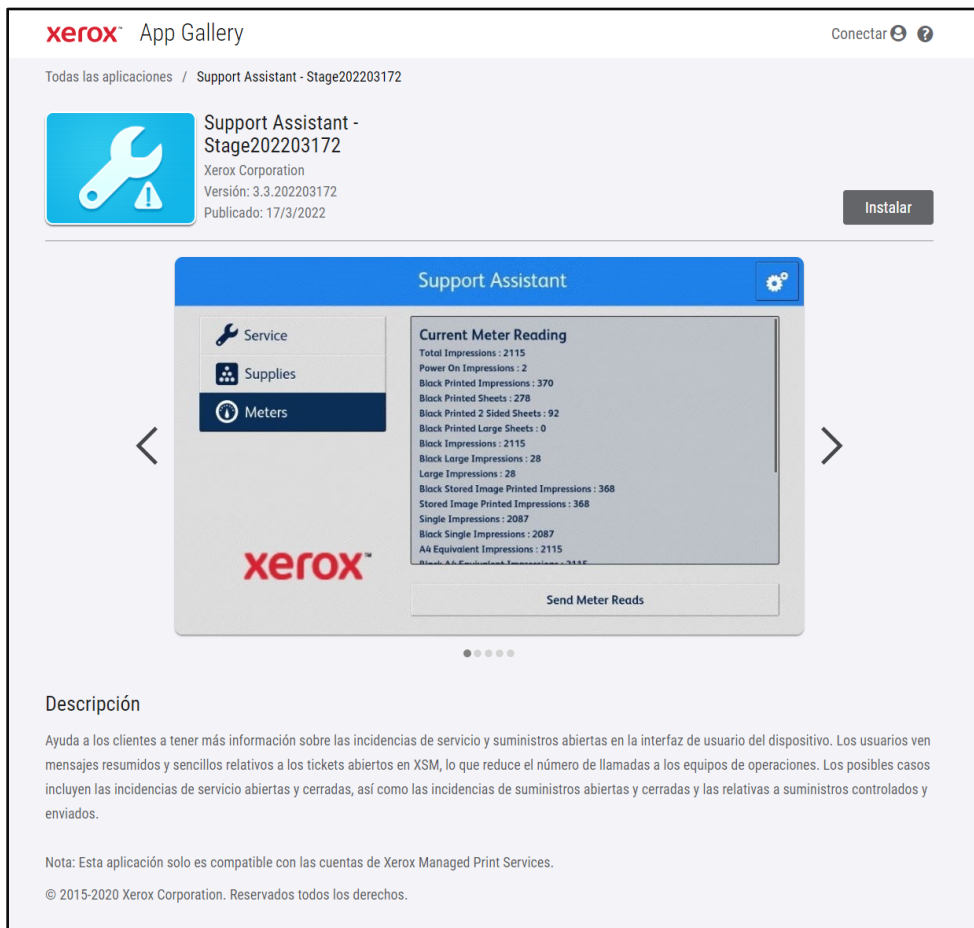 xerox™ App Gallery
Conectar
Todas las aplicaciones / Support Assistant - Stage202203172
Support Assistant -
Stage202203172
Xerox Corporation
Versión: 3.3.202203172
Publicado: 17/3/2022
Instalar
Support Assistant
Service
Supplies
Meters
Current Meter Reading
Total Impressions : 2115
Power On Impressions : 2
Black Printed Impressions : 370
Black Printed Sheets : 278
Black Printed 2 Sided Sheets : 92
Black Printed Large Sheets : 0
Black Impressions : 2115
Black Large Impressions : 28
Large Impressions : 28
Black Stored Image Printed Impressions : 368
Stored Image Printed Impressions : 368
Single Impressions : 2087
Black Single Impressions : 2087
A4 Equivalent Impressions : 2115
Black A4 Equivalent Impressions : 2115
xerox™
Send Meter Reads
Descripción
Ayuda a los clientes a tener más información sobre las incidencias de servicio y suministros abiertas en la interfaz de usuario del dispositivo. Los usuarios ven
mensajes resumidos y sencillos relativos a los tickets abiertos en XSM, lo que reduce el número de llamadas a los equipos de operaciones. Los posibles casos
incluyen las incidencias de servicio abiertas y cerradas, así como las incidencias de suministros abiertas y cerradas y las relativas a suministros controlados y
enviados.
Nota: Esta aplicación solo es compatible con las cuentas de Xerox Managed Print Services.
© 2015-2020 Xerox Corporation. Reservados todos los derechos.